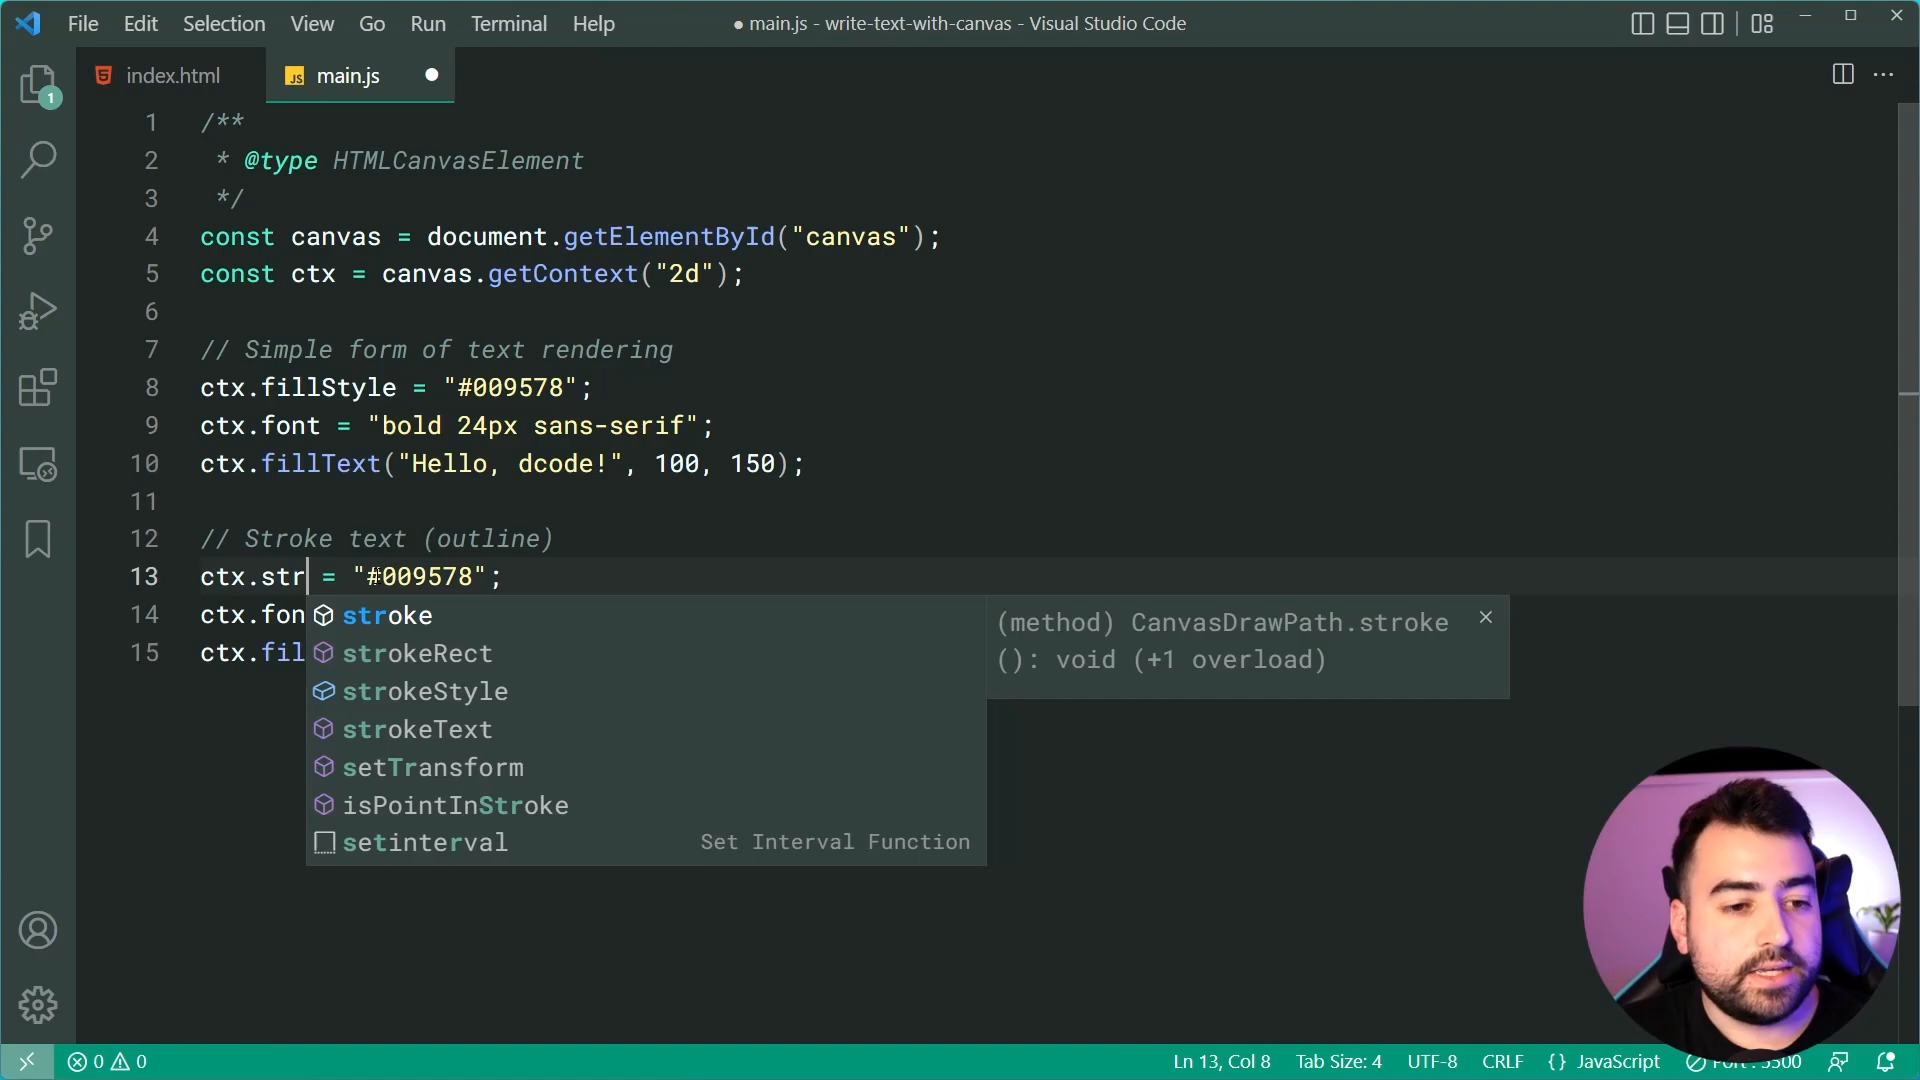 File Edit Selection View Go Run Terminal Help
● main.js - write-text-with-canvas - Visual Studio Code
index.html
JS main.js
1
1 /**
2 * @type HTMLCanvasElement
3 */
4 const canvas = document.getElementById("canvas");
5 const ctx = canvas.getContext("2d");
6
7 // Simple form of text rendering
8 ctx.fillStyle = "#009578";
9 ctx.font = "bold 24px sans-serif";
10 ctx.fillText("Hello, dcode!", 100, 150);
11
12 // Stroke text (outline)
13 ctx.str = "#009578";
14 ctx.fon
15 ctx.fil
stroke
strokeRect
strokeStyle
strokeText
setTransform
isPointInStroke
setinterval Set Interval Function
(method) CanvasDrawPath.stroke
(): void (+1 overload)
0 0
Ln 13, Col 8 Tab Size: 4 UTF-8 CRLF {} JavaScript Port : 5500